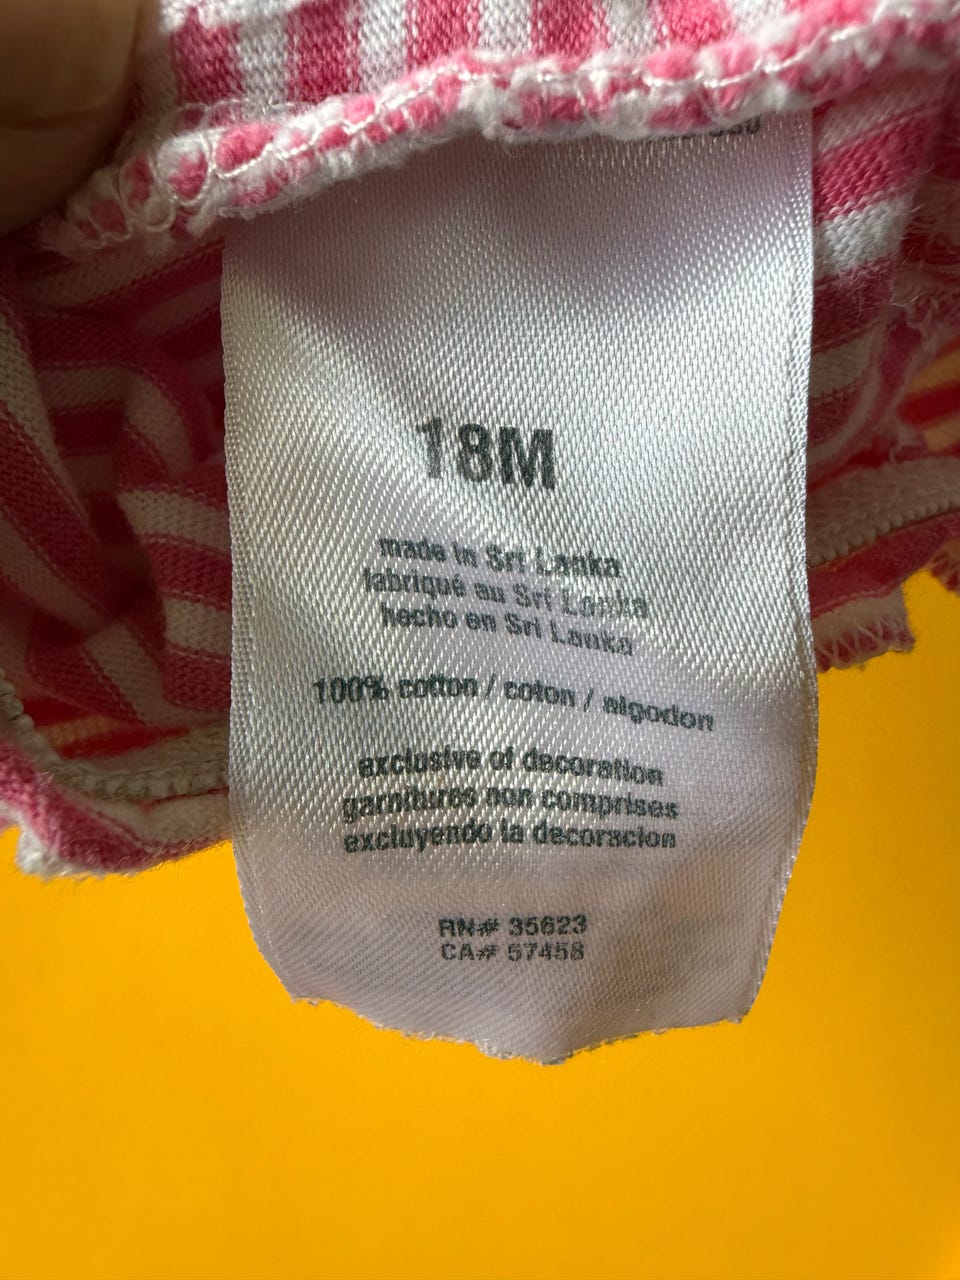 18M
made in Sri Lanka
fabriqué au Sri Lanka
hecho en Sri Lanka
100% cotton / coton / algodon
exclusive of decoration
garnitures non comprises
excluyendo la decoracion
RN# 35623
CA# 57458